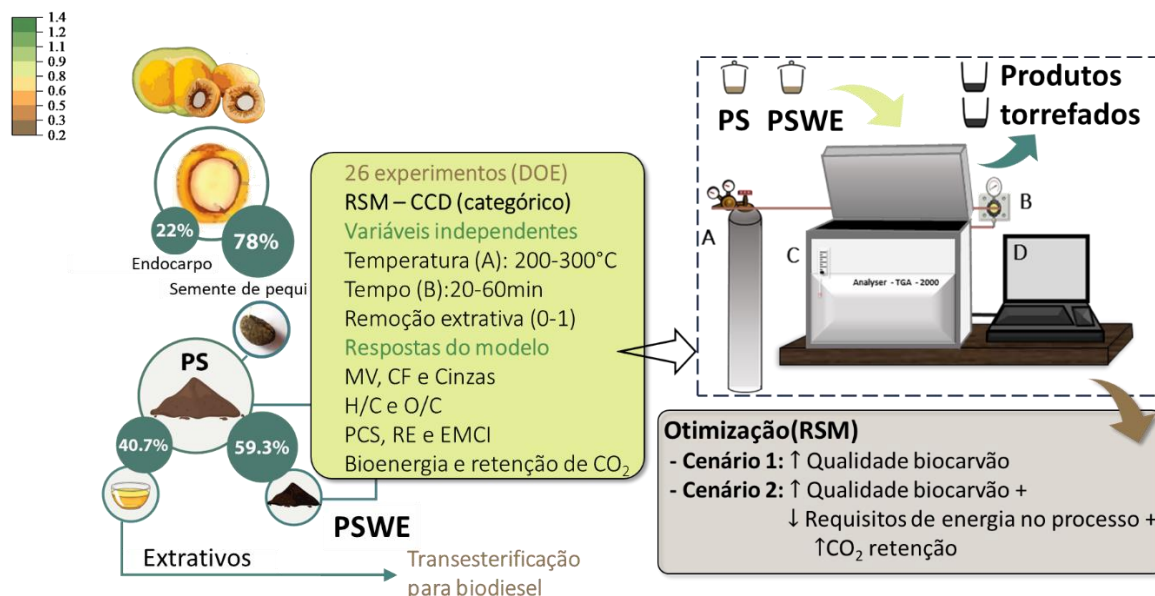 1.4
1.2
1.1
0.9
0.8
0.6
0.5
0.3
0.2
22%
78%
Endocarpo
Semente de pequi
PS
40.7%
59.3%
PSWE
Extrativos
Transesterificação
para biodiesel
26 experimentos (DOE)
RSM – CCD (categórico)
Variáveis independentes
Temperatura (A): 200-300°C
Tempo (B):20-60min
Remoção extrativa (0-1)
Respostas do modelo
MV, CF e Cinzas
H/C e O/C
PCS, RE e EMCI
Bioenergia e retenção de CO₂
PS PSWE
Produtos
torrefados
A
B
C
D
Analyser - TGA - 2000
Otimização(RSM)
- Cenário 1: ↑ Qualidade biocarvão
- Cenário 2: ↑ Qualidade biocarvão +
↓ Requisitos de energia no processo +
↑CO₂ retenção